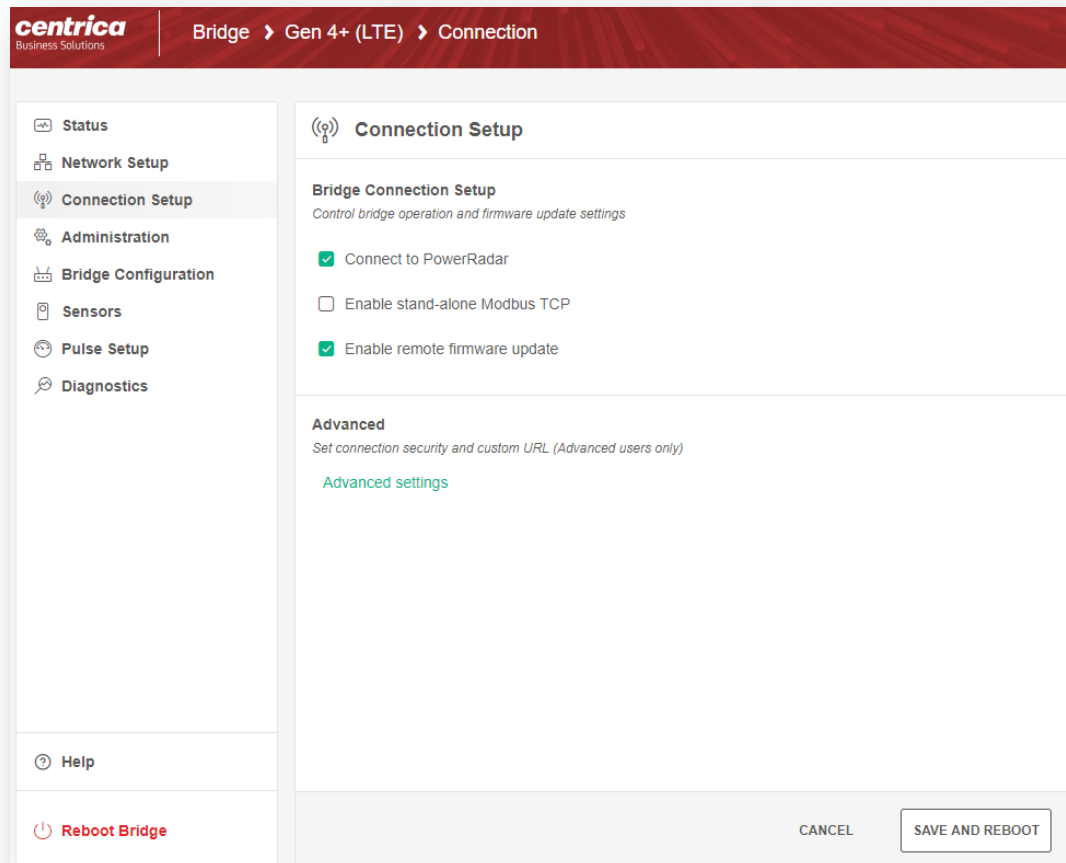 centrica
Business Solutions
Bridge > Gen 4+ (LTE) > Connection
Status
Network Setup
Connection Setup
Administration
Bridge Configuration
Sensors
Pulse Setup
Diagnostics
Help
Reboot Bridge
Connection Setup
Bridge Connection Setup
Control bridge operation and firmware update settings
Connect to PowerRadar
Enable stand-alone Modbus TCP
Enable remote firmware update
Advanced
Set connection security and custom URL (Advanced users only)
Advanced settings
CANCEL
SAVE AND REBOOT